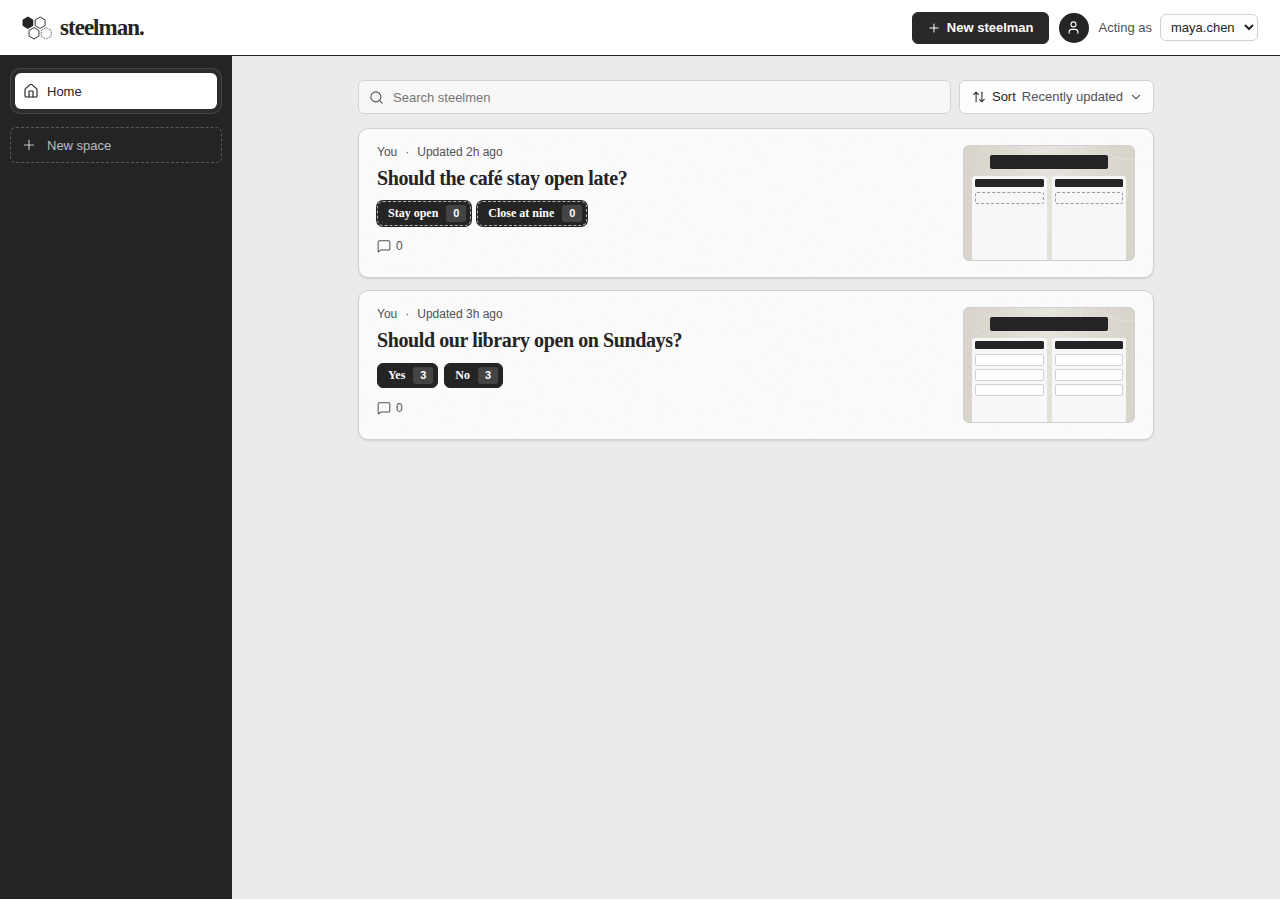 steelman.
New steelman
Acting as
maya.chen
Home
New space
Search steelmen
Sort Recently updated
You · Updated 2h ago
Should the café stay open late?
Stay open 0
Close at nine 0
0
You · Updated 3h ago
Should our library open on Sundays?
Yes 3
No 3
0